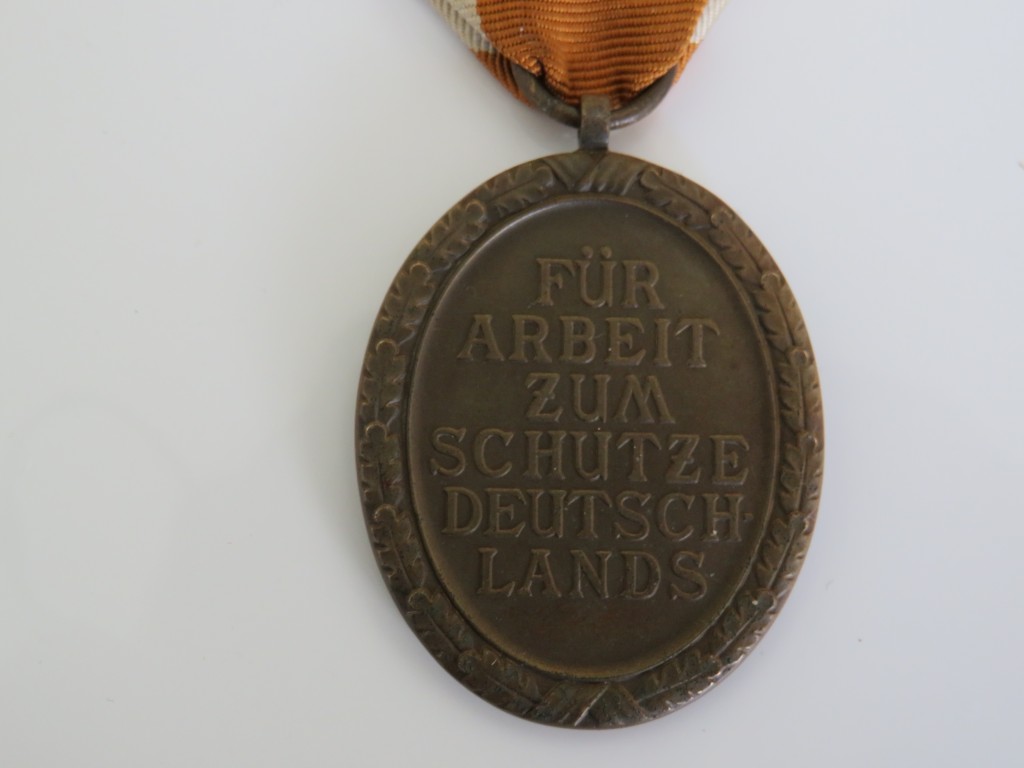 FÜR
ARBEIT
ZUM
SCHUTZE
DEUTSCH-
LANDS